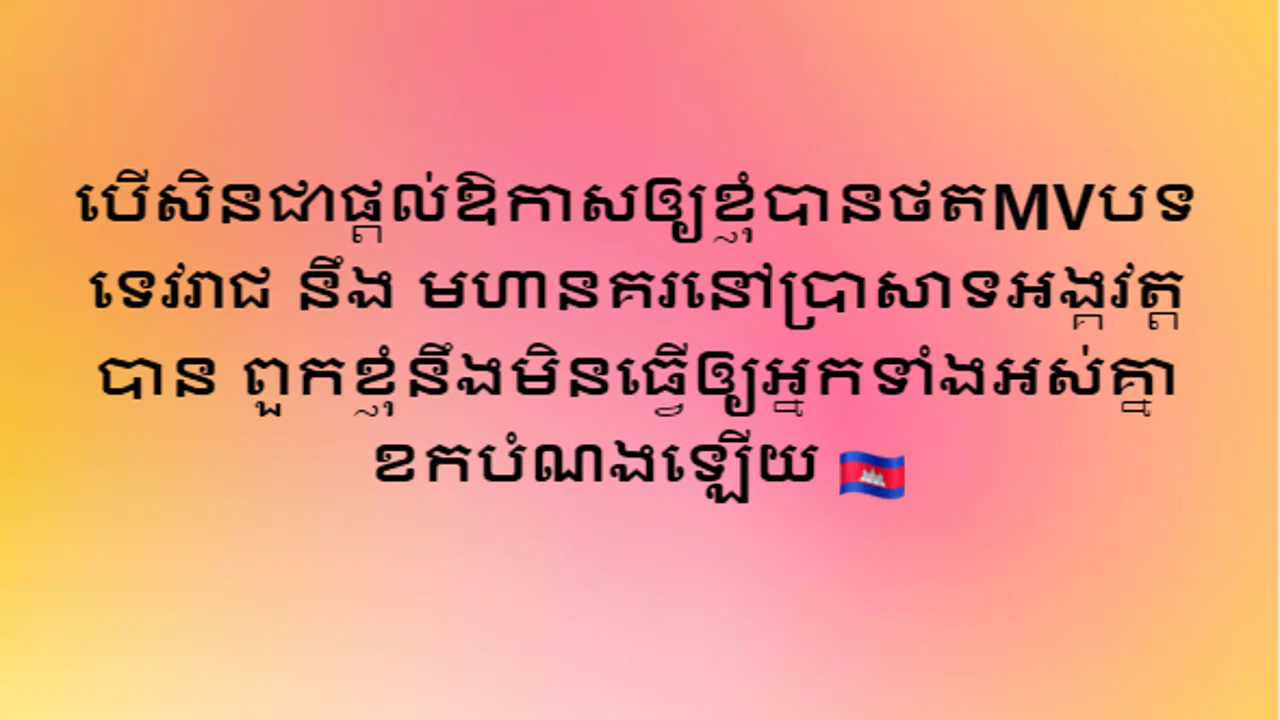 បើសិនជាផ្តល់ឱកាសឲ្យខ្ញុំបានថតMVបទ
ទេវរាជ នឹង មហានគរនៅប្រាសាទអង្គរវត្ត
បាន ពួកខ្ញុំនឹងមិនធ្វើឲ្យអ្នកទាំងអស់គ្នា
ខកបំណងឡើយ 🇰🇭